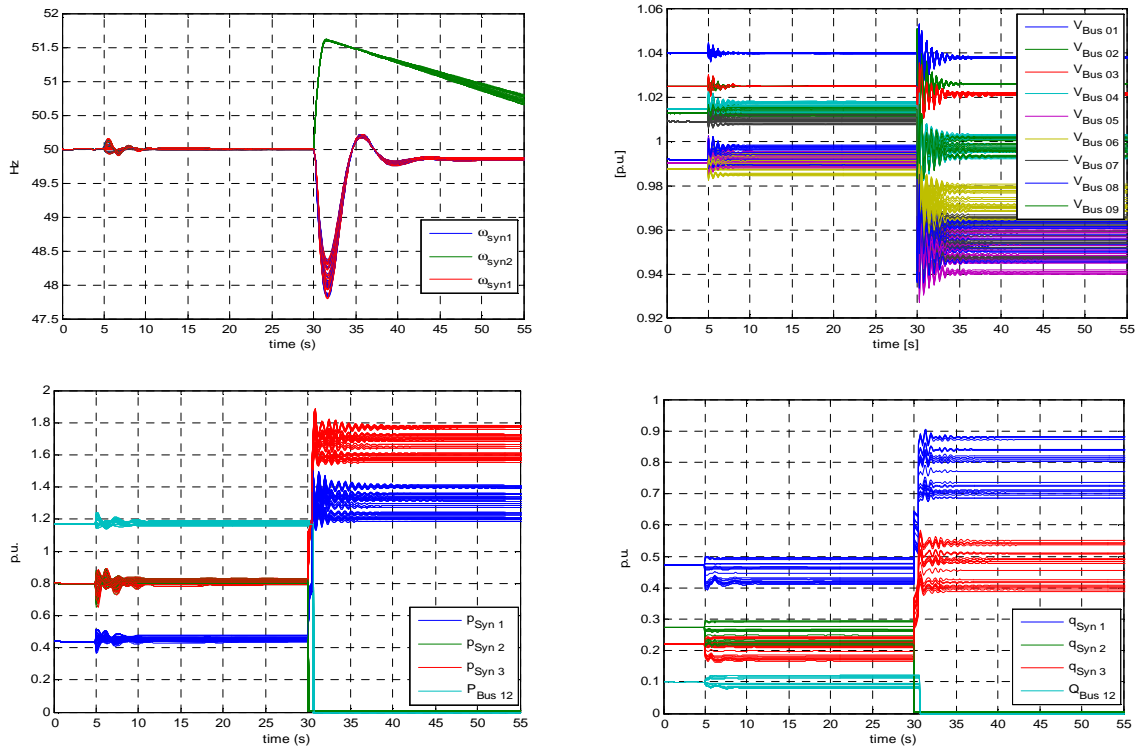 52
51.5
51
50.5
50
49.5
49
48.5
48
47.5
Hz
0 5 10 15 20 25 30 35 40 45 50 55
time (s)
ωsyn1
ωsyn2
ωsyn1
1.06
1.04
1.02
1
0.98
0.96
0.94
0.92
[p.u.]
0 5 10 15 20 25 30 35 40 45 50 55
time [s]
VBus 01
VBus 02
VBus 03
VBus 04
VBus 05
VBus 06
VBus 07
VBus 08
VBus 09
2
1.8
1.6
1.4
1.2
1
0.8
0.6
0.4
0.2
0
p.u.
0 5 10 15 20 25 30 35 40 45 50 55
time (s)
pSyn 1
pSyn 2
pSyn 3
PBus 12
1
0.9
0.8
0.7
0.6
0.5
0.4
0.3
0.2
0.1
0
p.u.
0 5 10 15 20 25 30 35 40 45 50 55
time (s)
qSyn 1
qSyn 2
qSyn 3
QBus 12